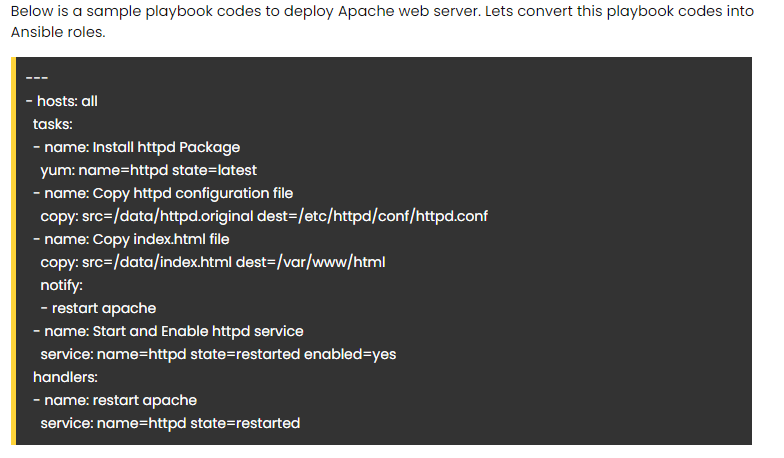 Below is a sample playbook codes to deploy Apache web server. Lets convert this playbook codes into
Ansible roles.
---
- hosts: all
tasks:
- name: Install httpd Package
yum: name=httpd state=latest
- name: Copy httpd configuration file
copy: src=/data/httpd.original dest=/etc/httpd/conf/httpd.conf
- name: Copy index.html file
copy: src=/data/index.html dest=/var/www/html
notify:
- restart apache
- name: Start and Enable httpd service
service: name=httpd state=restarted enabled=yes
handlers:
- name: restart apache
service: name=httpd state=restarted